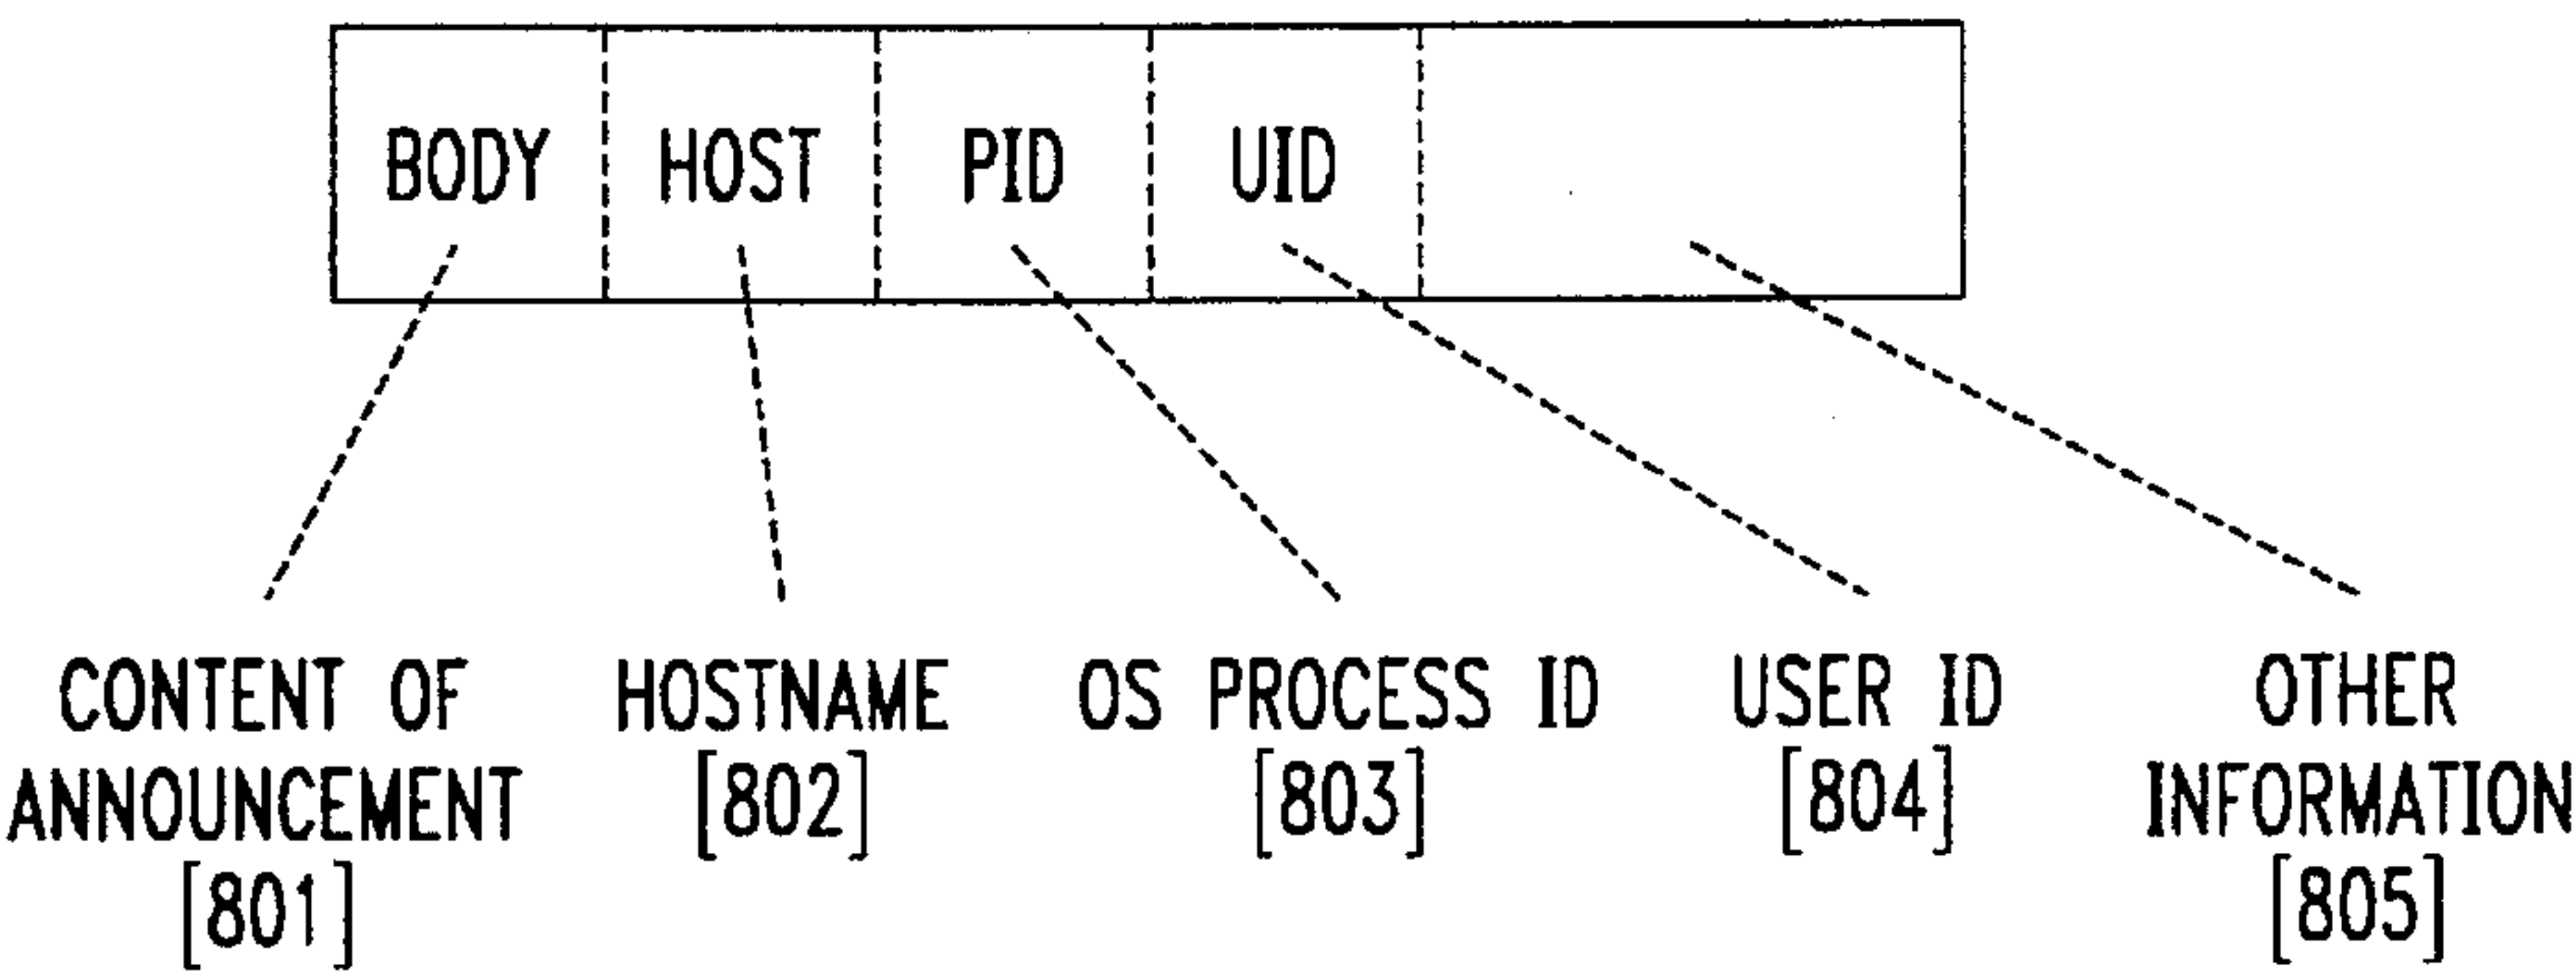 BODY HOST PID UID
CONTENT OF ANNOUNCEMENT [801]
HOSTNAME [802]
OS PROCESS ID [803]
USER ID [804]
OTHER INFORMATION [805]